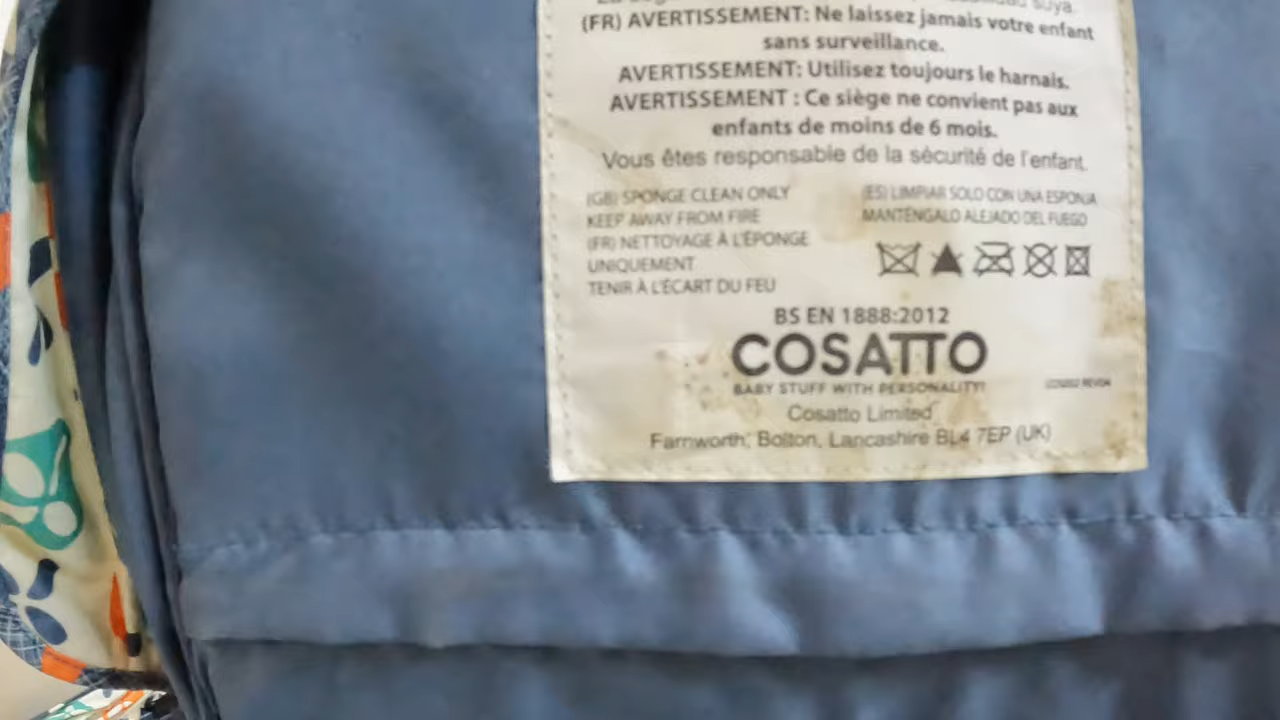 suya.
(FR) AVERTISSEMENT: Ne laissez jamais votre enfant
sans surveillance.
AVERTISSEMENT: Utilisez toujours le harnais.
AVERTISSEMENT : Ce siège ne convient pas aux
enfants de moins de 6 mois.
Vous êtes responsable de la sécurité de l'enfant.
(GB) SPONGE CLEAN ONLY
KEEP AWAY FROM FIRE
(FR) NETTOYAGE À L'ÉPONGE
UNIQUEMENT
TENIR À L'ÉCART DU FEU
(ES) LIMPIAR SOLO CON UNA ESPONJA
MANTÉNGALO ALEJADO DEL FUEGO
BS EN 1888:2012
COSATTO
BABY STUFF WITH PERSONALITY!
Cosatto Limited
Farnworth, Bolton, Lancashire BL4 7EP (UK)